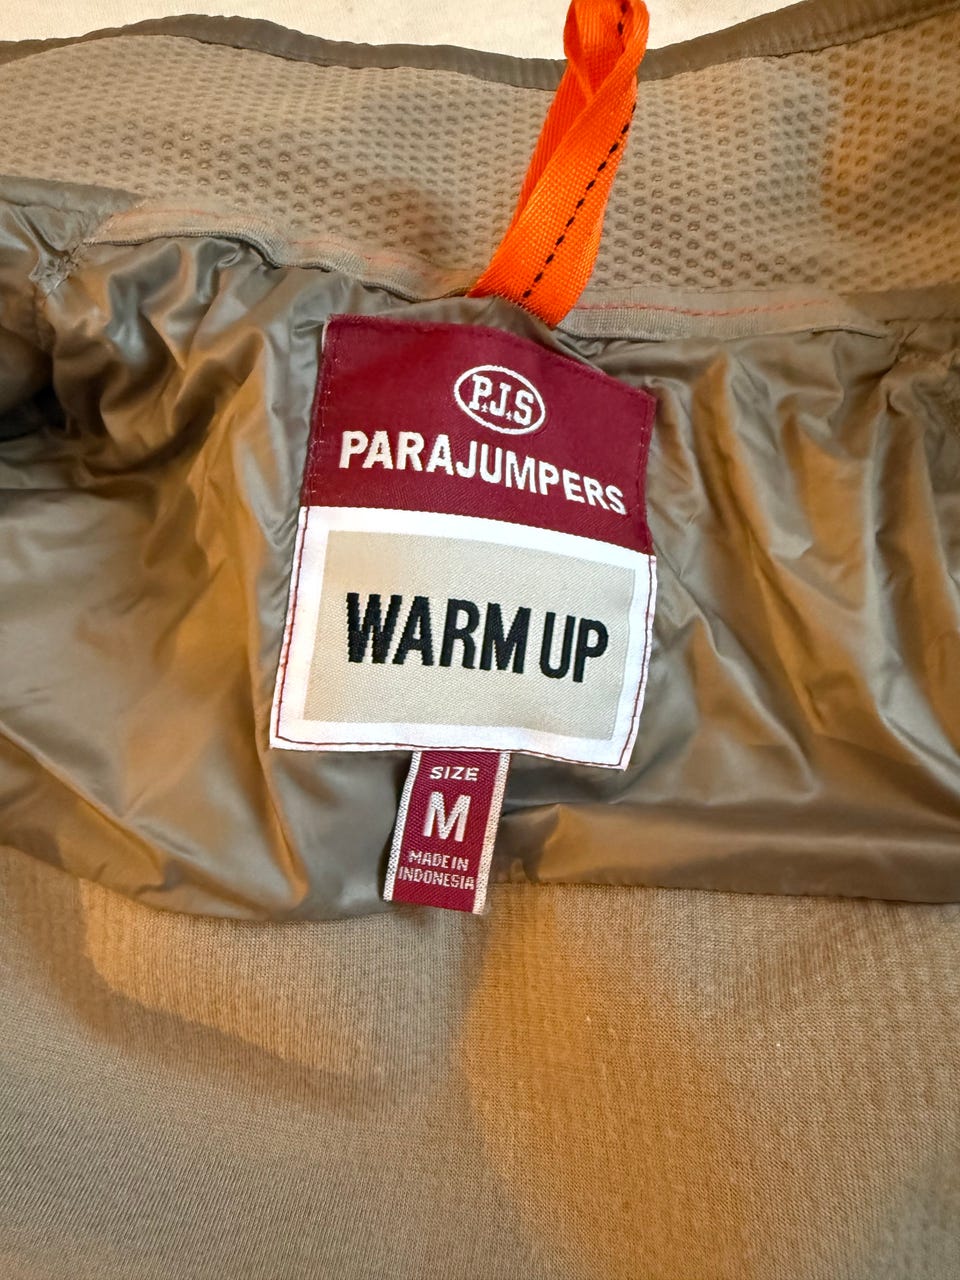 P.J.S
PARAJUMPERS
WARM UP
SIZE
M
MADE IN
INDONESIA